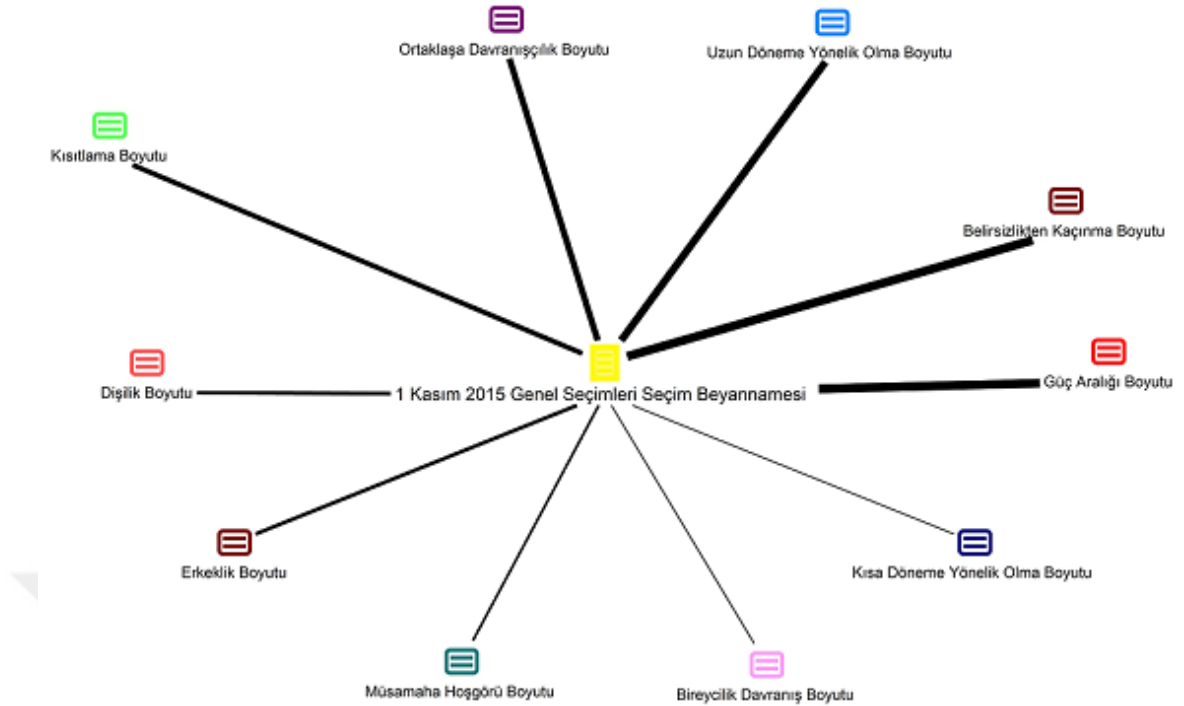 Ortaklaşa Davranışçılık Boyutu
Uzun Döneme Yönelik Olma Boyutu
Kısıtlama Boyutu
Belirsizlikten Kaçınma Boyutu
Güç Aralığı Boyutu
Dişilik Boyutu
1 Kasım 2015 Genel Seçimleri Seçim Beyannamesi
Erkeklik Boyutu
Kısa Döneme Yönelik Olma Boyutu
Müsamaha Hoşgörü Boyutu
Bireycilik Davranış Boyutu